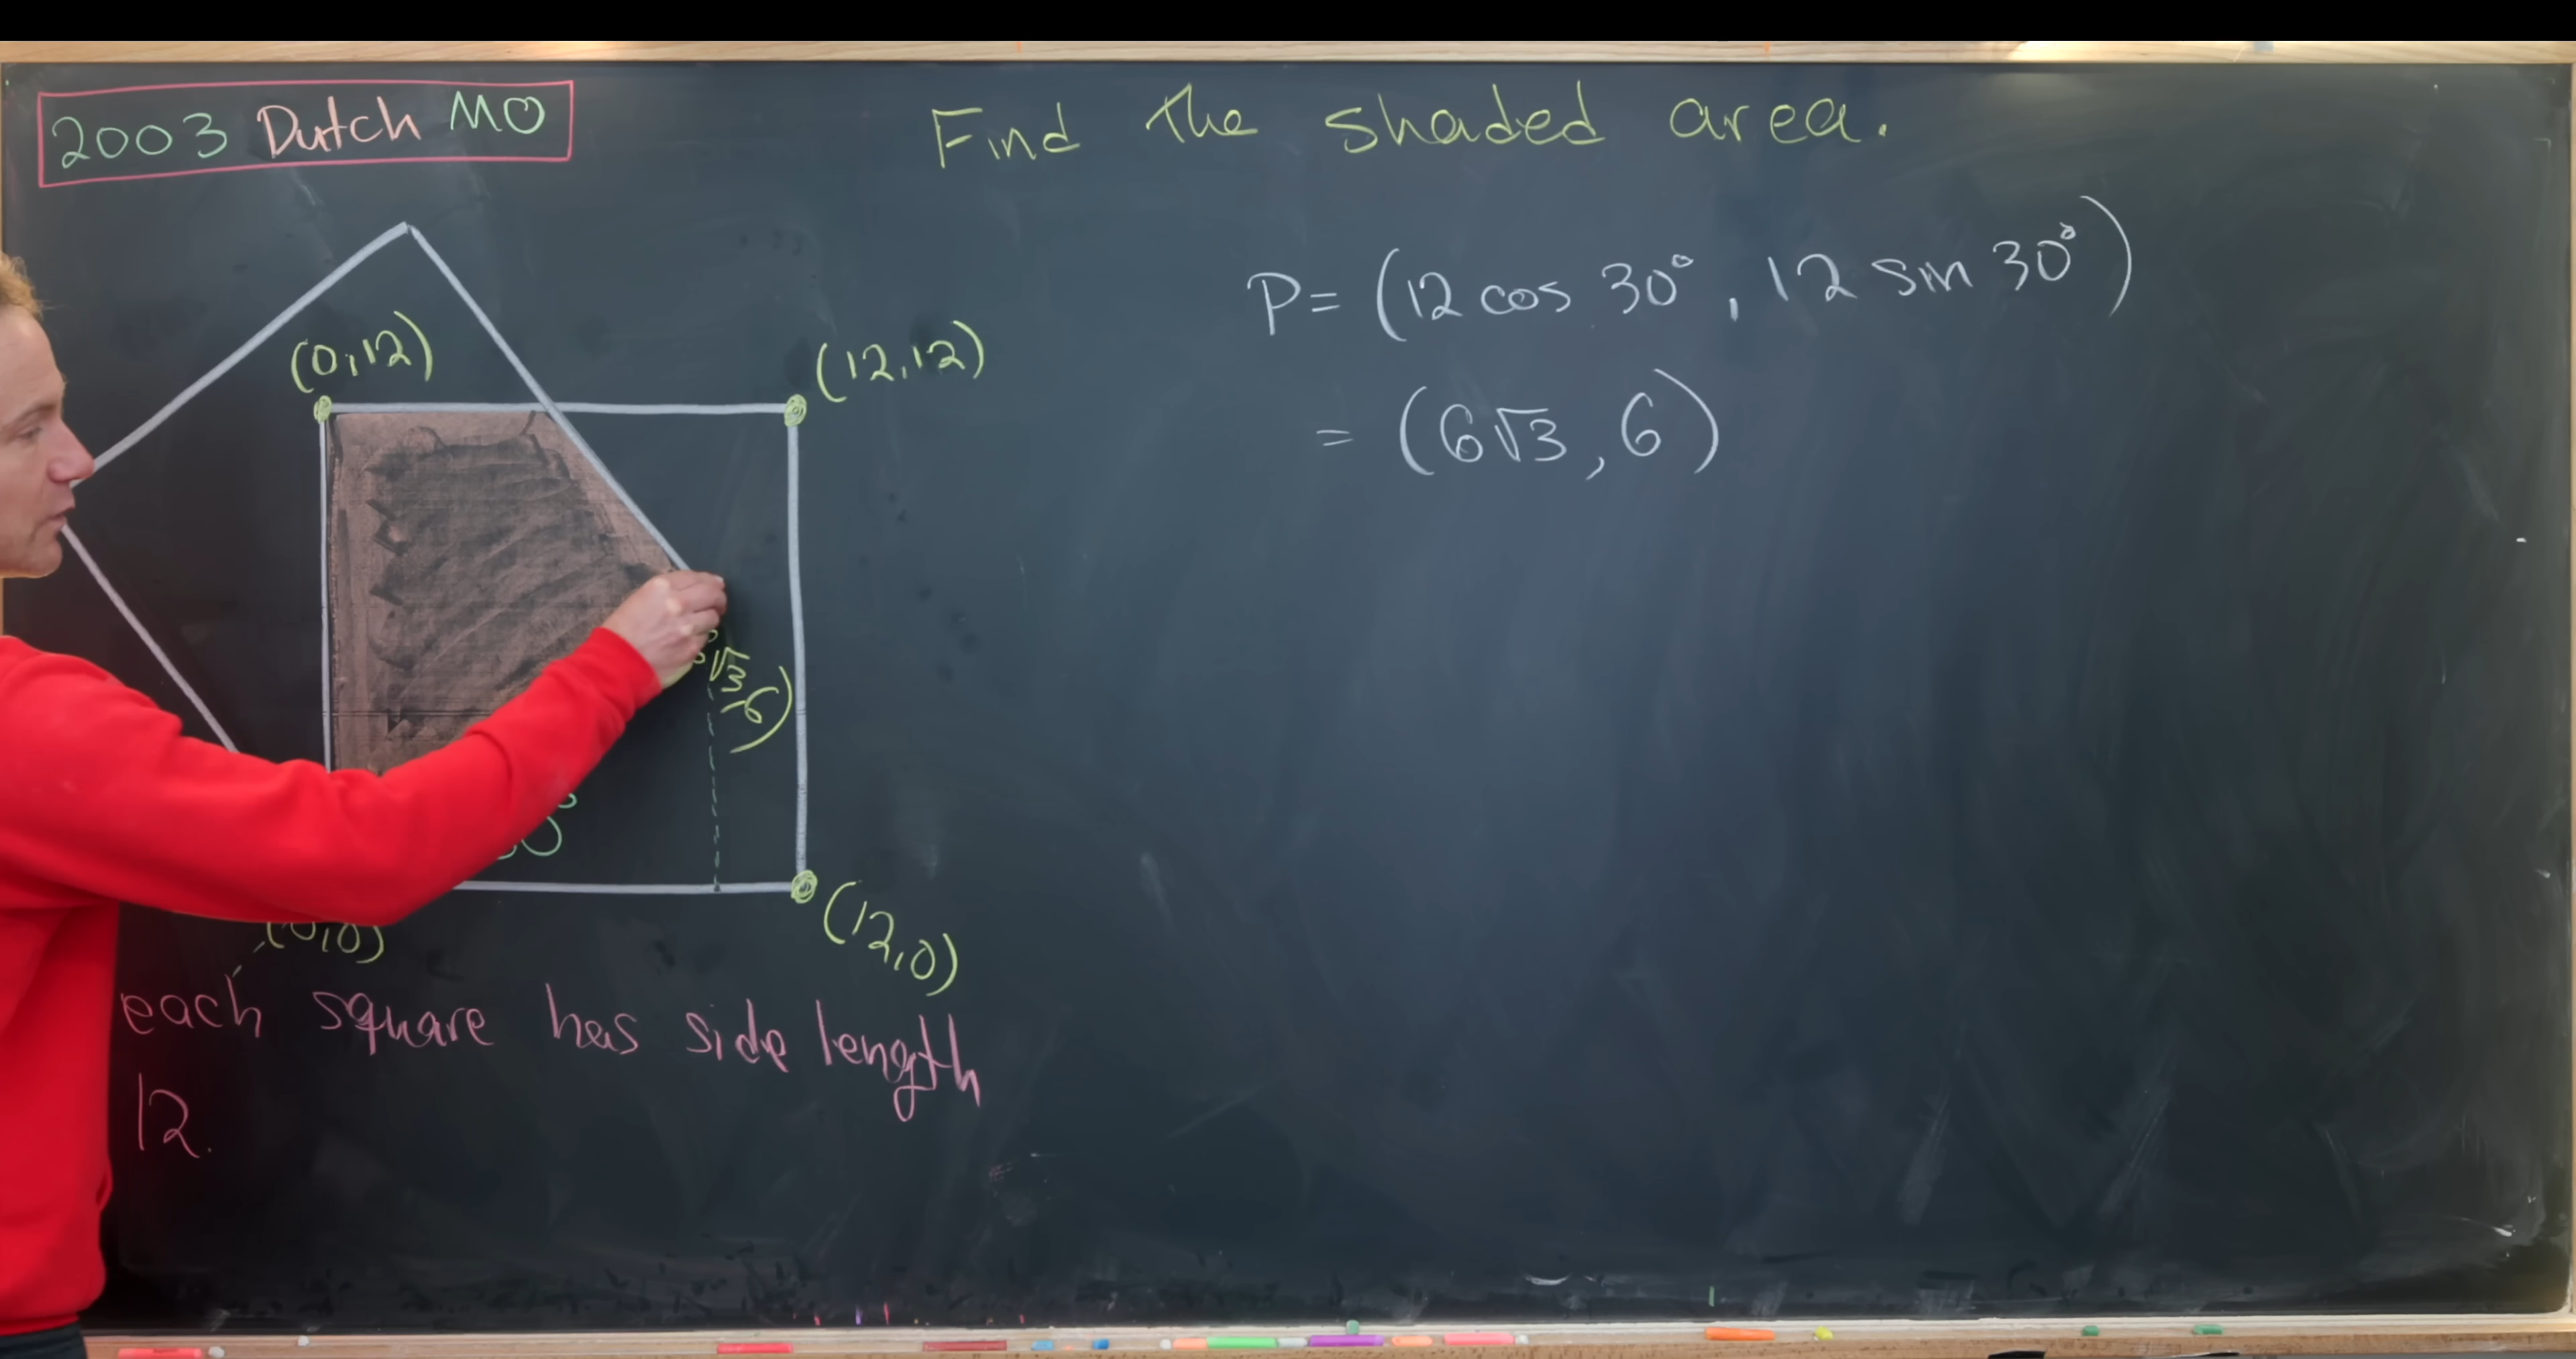 2003 Dutch MO
Find the shaded area.
P= (12 cos 30°, 12 sin 30°)
= (6√3, 6)
(0,12)
(12,12)
√3,6)
(0,0)
(12,0)
each square has side length
12.